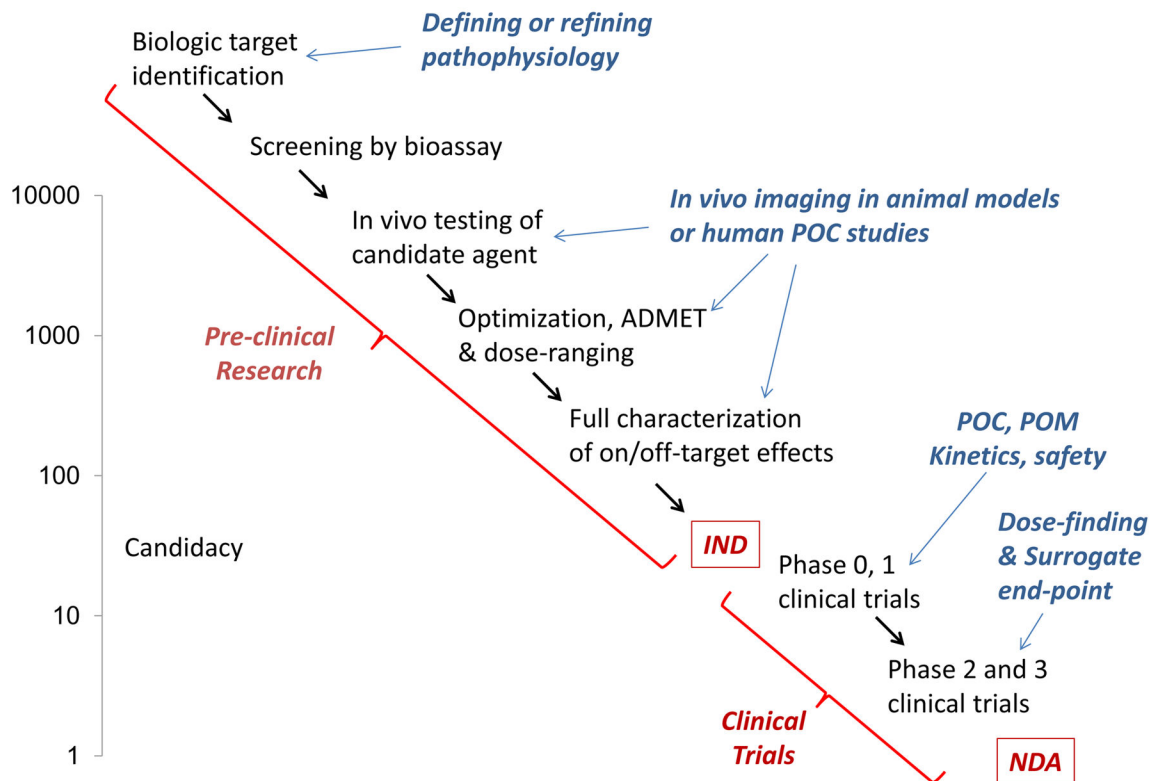 Defining or refining
pathophysiology
Biologic target
identification
Screening by bioassay
10000
In vivo testing of
candidate agent
In vivo imaging in animal models
or human POC studies
1000
Pre-clinical
Research
Optimization, ADMET
& dose-ranging
Full characterization
of on/off-target effects
100
POC, POM
Kinetics, safety
Candidacy
IND
Phase 0, 1
clinical trials
Dose-finding
& Surrogate
end-point
10
Phase 2 and 3
clinical trials
Clinical
Trials
1
NDA